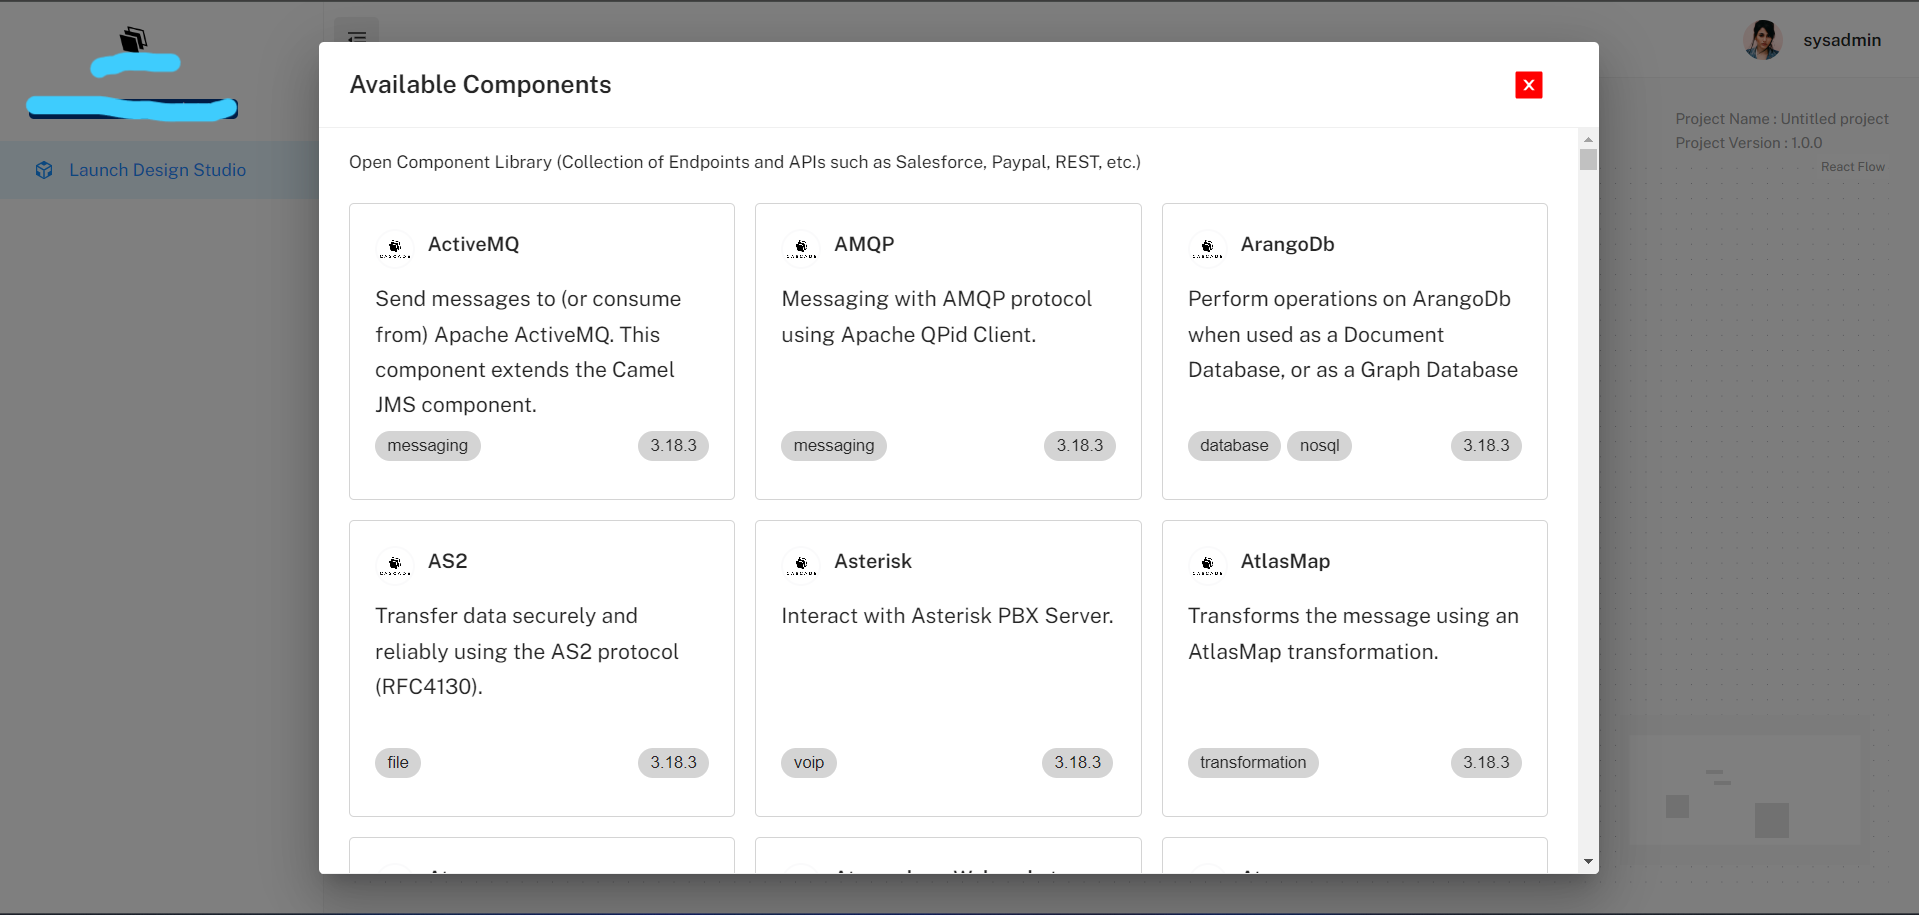 sysadmin
Available Components
X
Project Name : Untitled project
Project Version : 1.0.0
React Flow
Launch Design Studio
Open Component Library (Collection of Endpoints and APIs such as Salesforce, Paypal, REST, etc.)
ActiveMQ
Send messages to (or consume
from) Apache ActiveMQ. This
component extends the Camel
JMS component.
messaging
3.18.3
AMQP
Messaging with AMQP protocol
using Apache QPid Client.
messaging
3.18.3
ArangoDb
Perform operations on ArangoDb
when used as a Document
Database, or as a Graph Database
database nosql
3.18.3
AS2
Transfer data securely and
reliably using the AS2 protocol
(RFC4130).
file
3.18.3
Asterisk
Interact with Asterisk PBX Server.
voip
3.18.3
AtlasMap
Transforms the message using an
AtlasMap transformation.
transformation
3.18.3